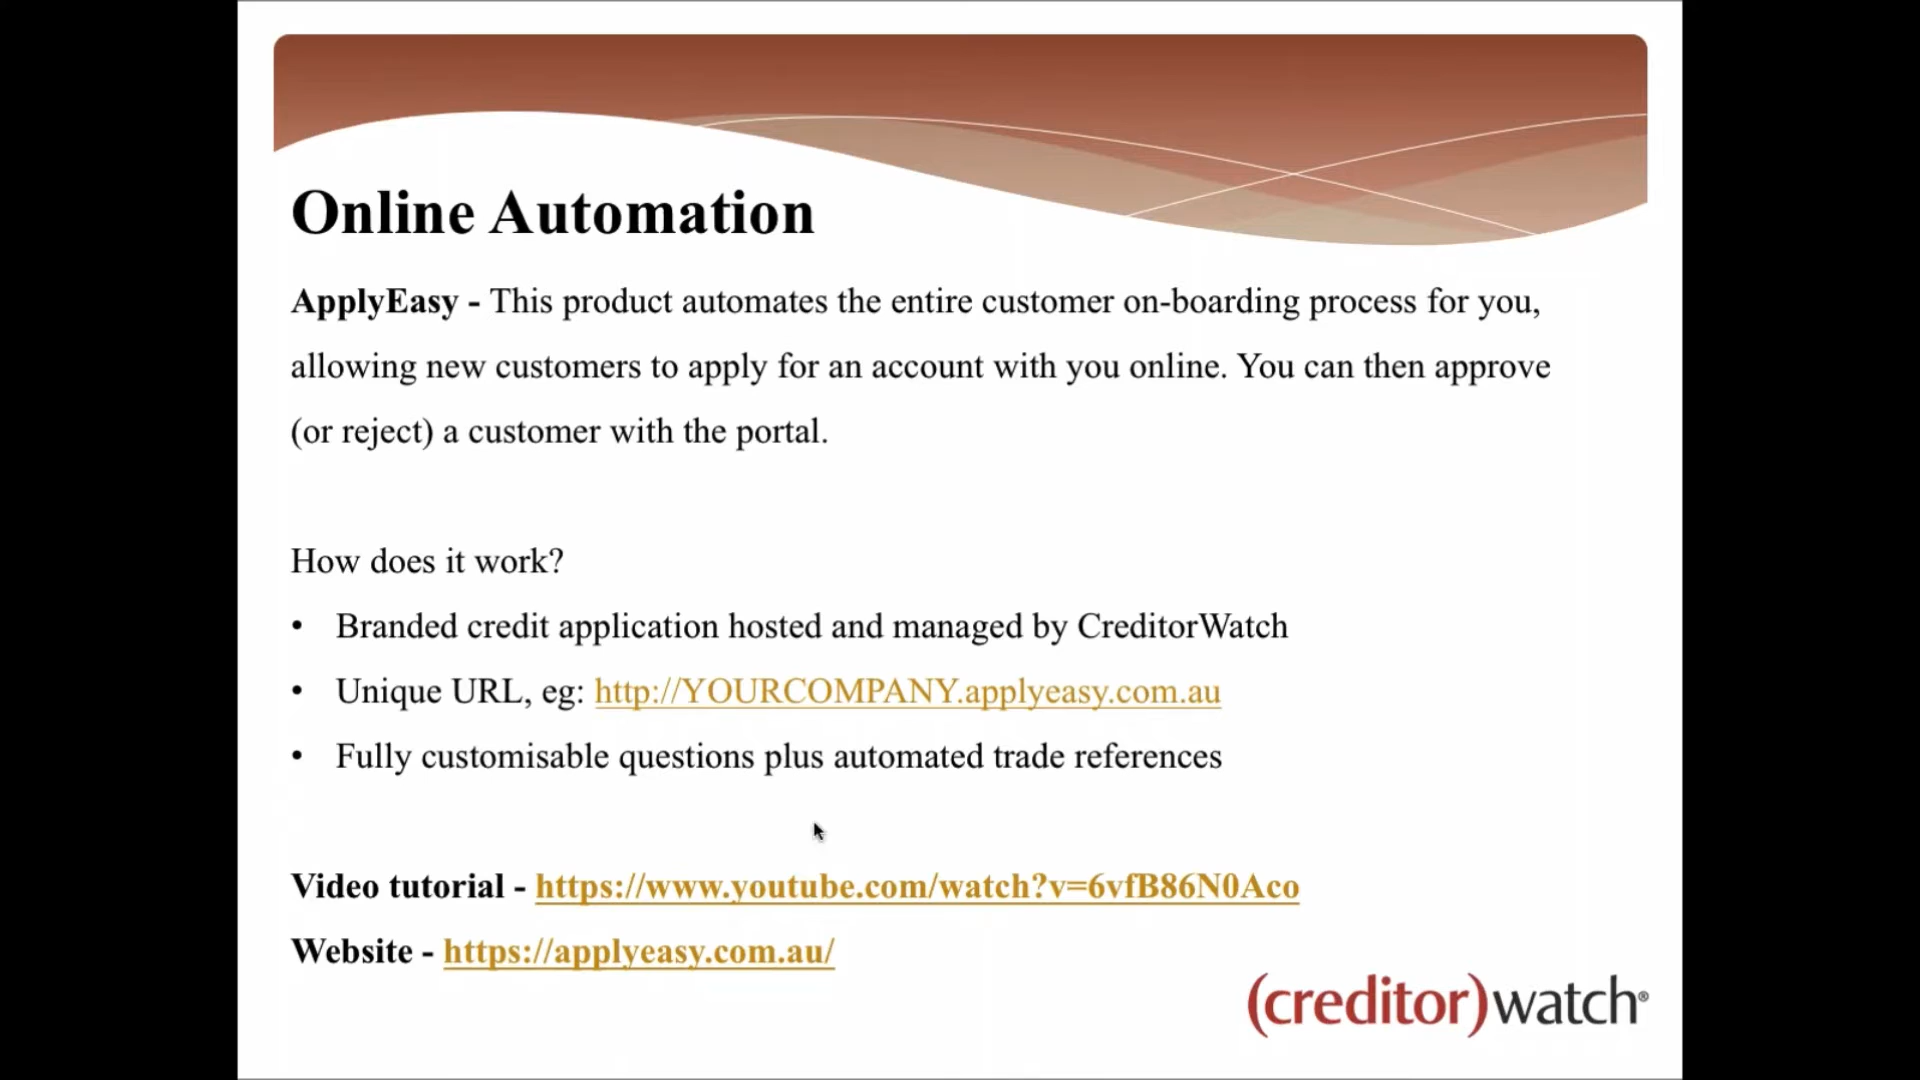 Online Automation
ApplyEasy - This product automates the entire customer on-boarding process for you,
allowing new customers to apply for an account with you online. You can then approve
(or reject) a customer with the portal.
How does it work?
• Branded credit application hosted and managed by CreditorWatch
• Unique URL, eg: http://YOURCOMPANY.applyeasy.com.au
• Fully customisable questions plus automated trade references
Video tutorial - https://www.youtube.com/watch?v=6vfB86N0Aco
Website - https://applyeasy.com.au/
(creditor)watch®